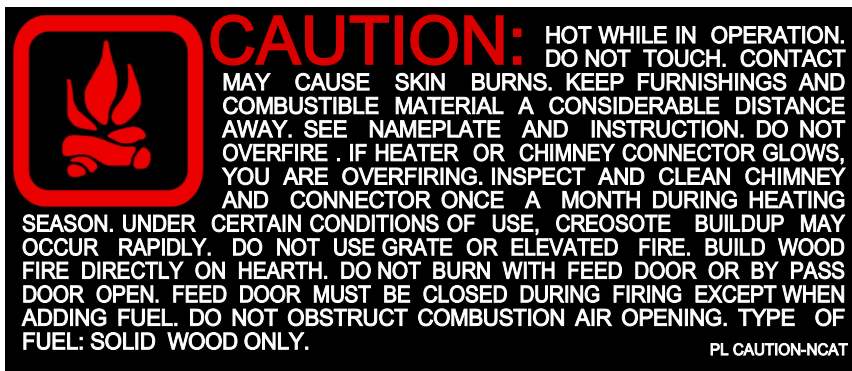 CAUTION: HOT WHILE IN OPERATION.
DO NOT TOUCH. CONTACT
MAY CAUSE SKIN BURNS. KEEP FURNISHINGS AND
COMBUSTIBLE MATERIAL A CONSIDERABLE DISTANCE
AWAY. SEE NAMEPLATE AND INSTRUCTION. DO NOT
OVERFIRE . IF HEATER OR CHIMNEY CONNECTOR GLOWS,
YOU ARE OVERFIRING. INSPECT AND CLEAN CHIMNEY
AND CONNECTOR ONCE A MONTH DURING HEATING
SEASON. UNDER CERTAIN CONDITIONS OF USE, CREOSOTE BUILDUP MAY
OCCUR RAPIDLY. DO NOT USE GRATE OR ELEVATED FIRE. BUILD WOOD
FIRE DIRECTLY ON HEARTH. DO NOT BURN WITH FEED DOOR OR BY PASS
DOOR OPEN. FEED DOOR MUST BE CLOSED DURING FIRING EXCEPT WHEN
ADDING FUEL. DO NOT OBSTRUCT COMBUSTION AIR OPENING. TYPE OF
FUEL: SOLID WOOD ONLY.
PL CAUTION-NCAT